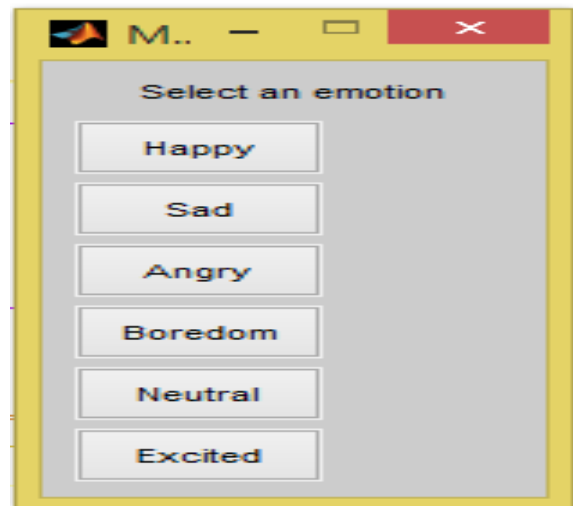 M..
Select an emotion
Happy
Sad
Angry
Boredom
Neutral
Excited